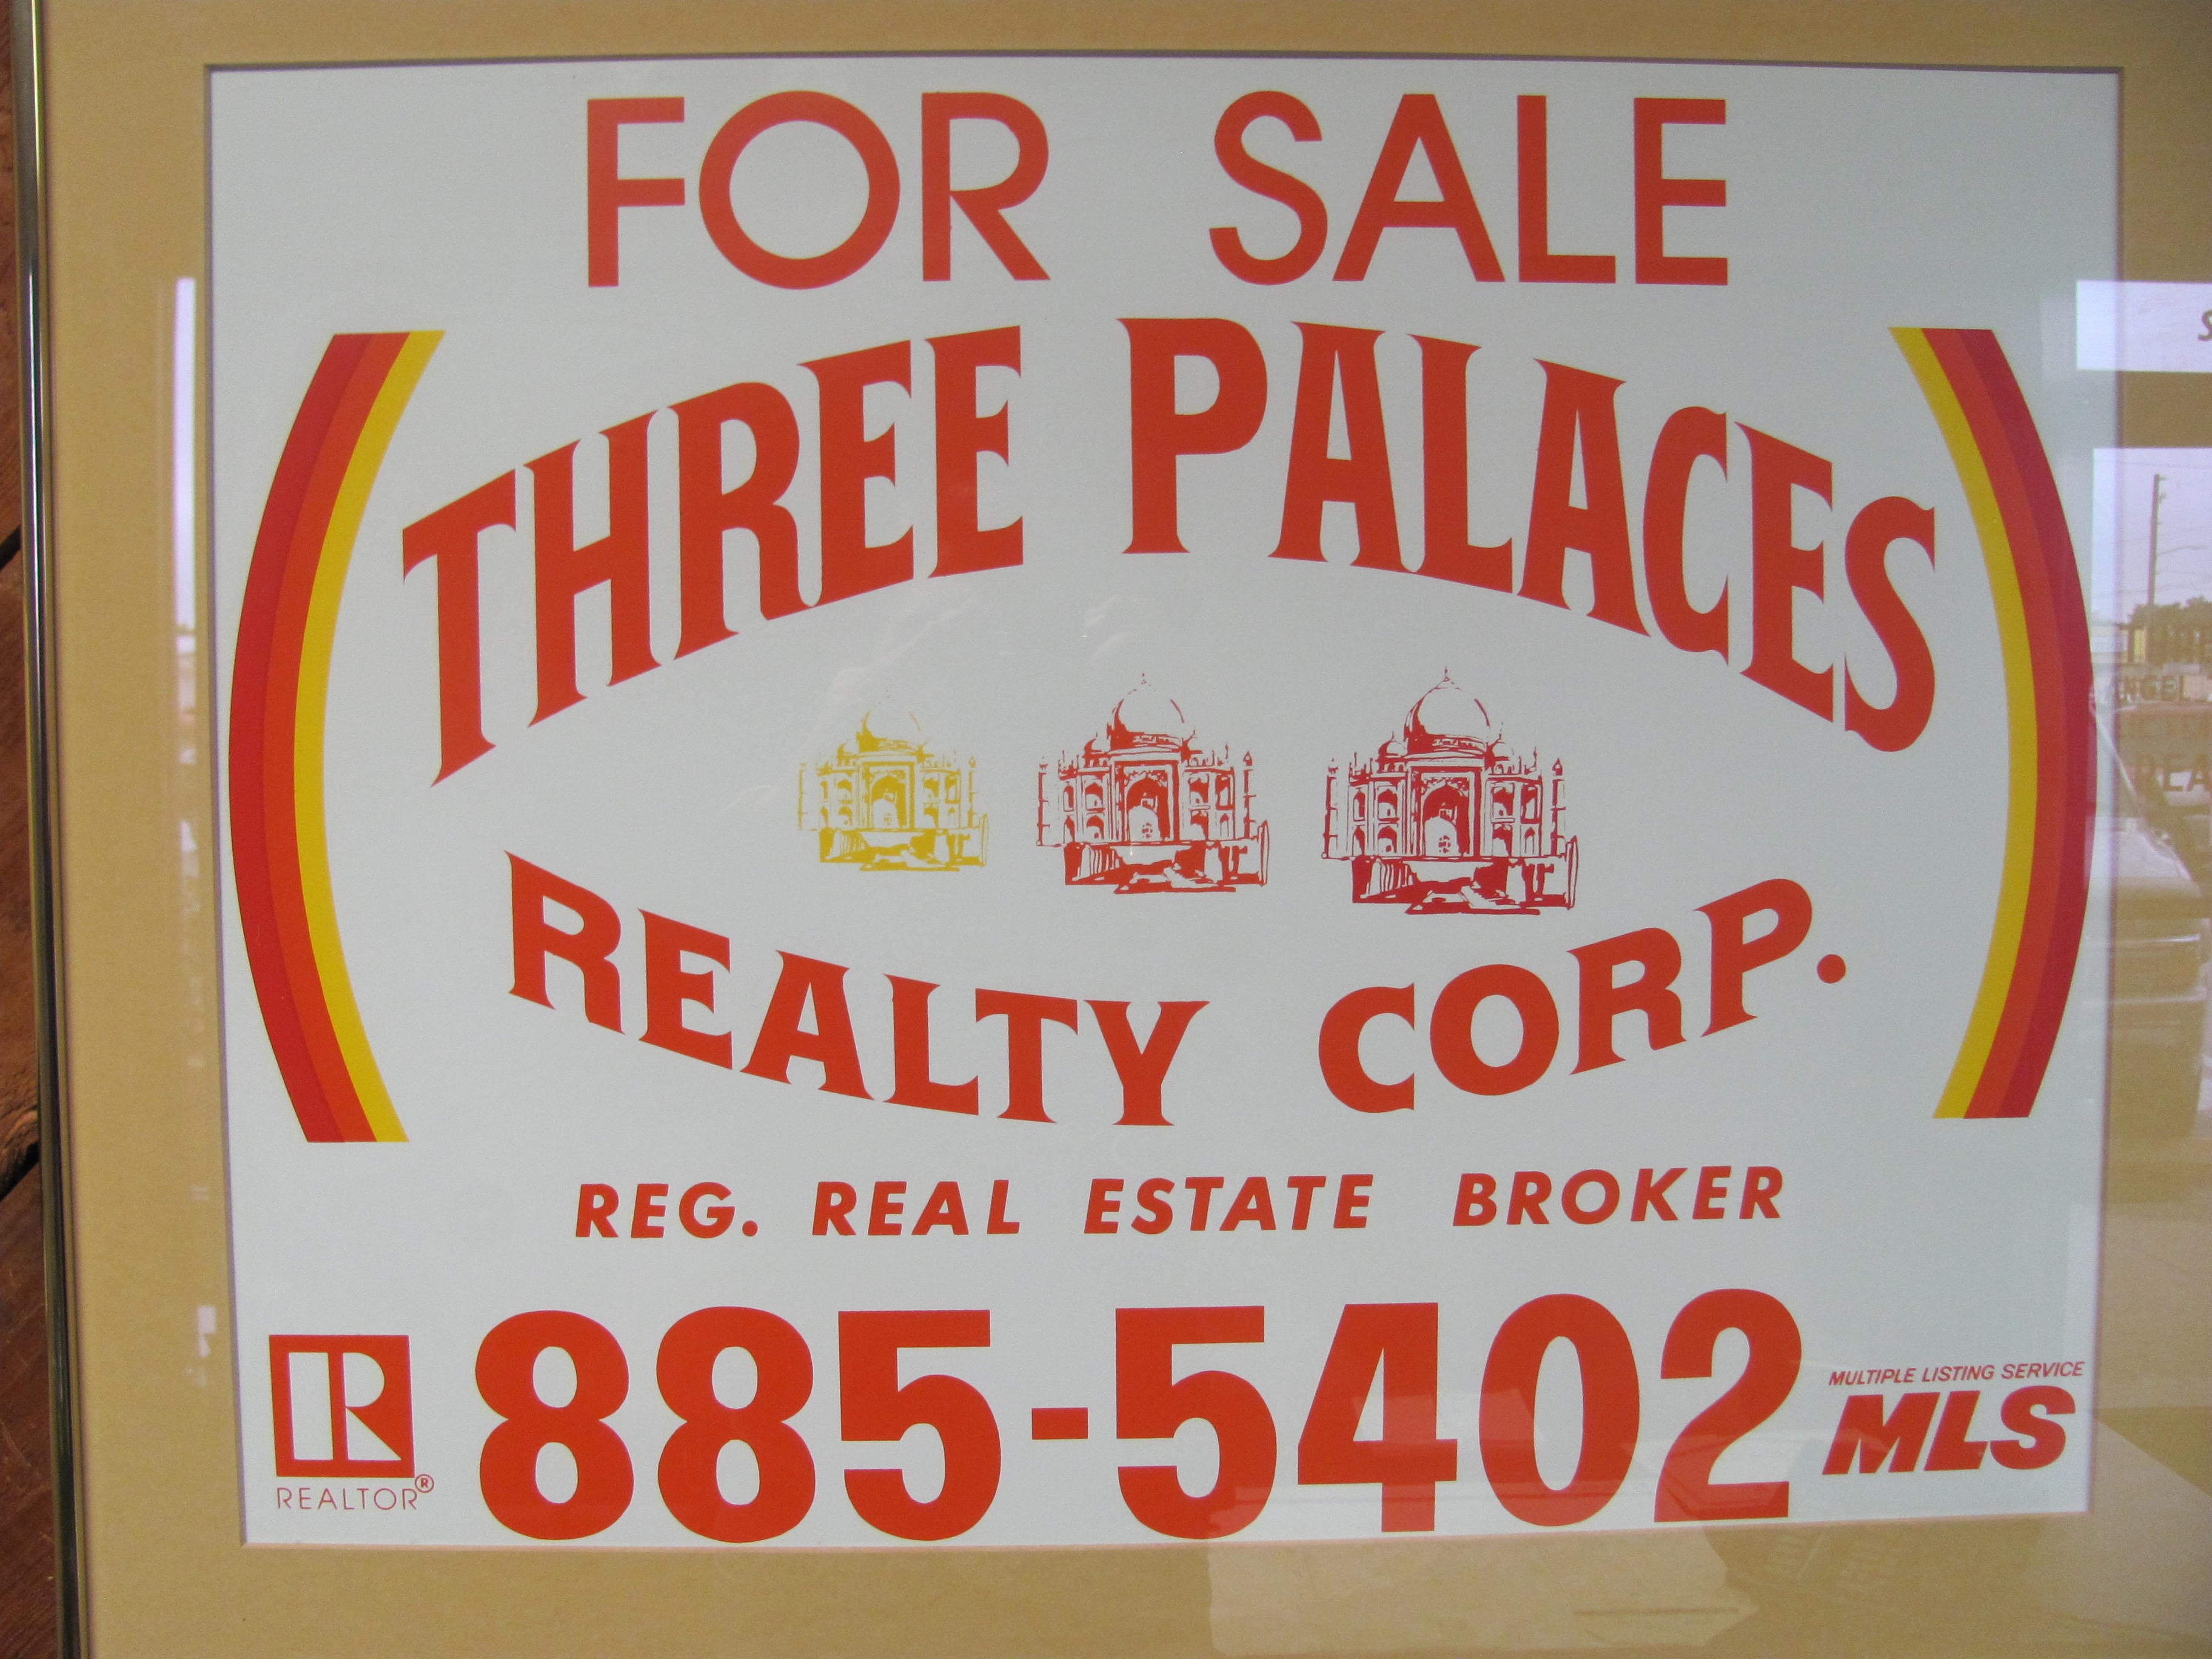 FOR SALE
THREE PALACES
REALTY CORP.
REG. REAL ESTATE BROKER
885-5402
REALTOR®
MULTIPLE LISTING SERVICE
MLS